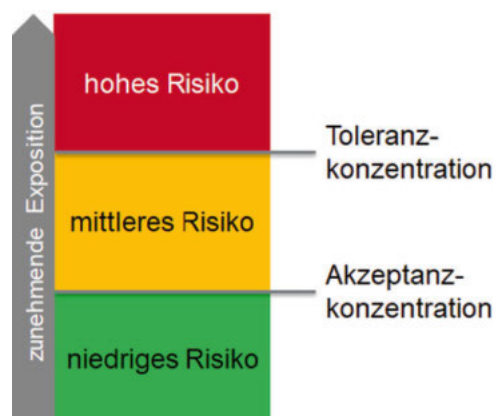 zunehmende Exposition
hohes Risiko
Toleranz-
konzentration
mittleres Risiko
Akzeptanz-
konzentration
niedriges Risiko